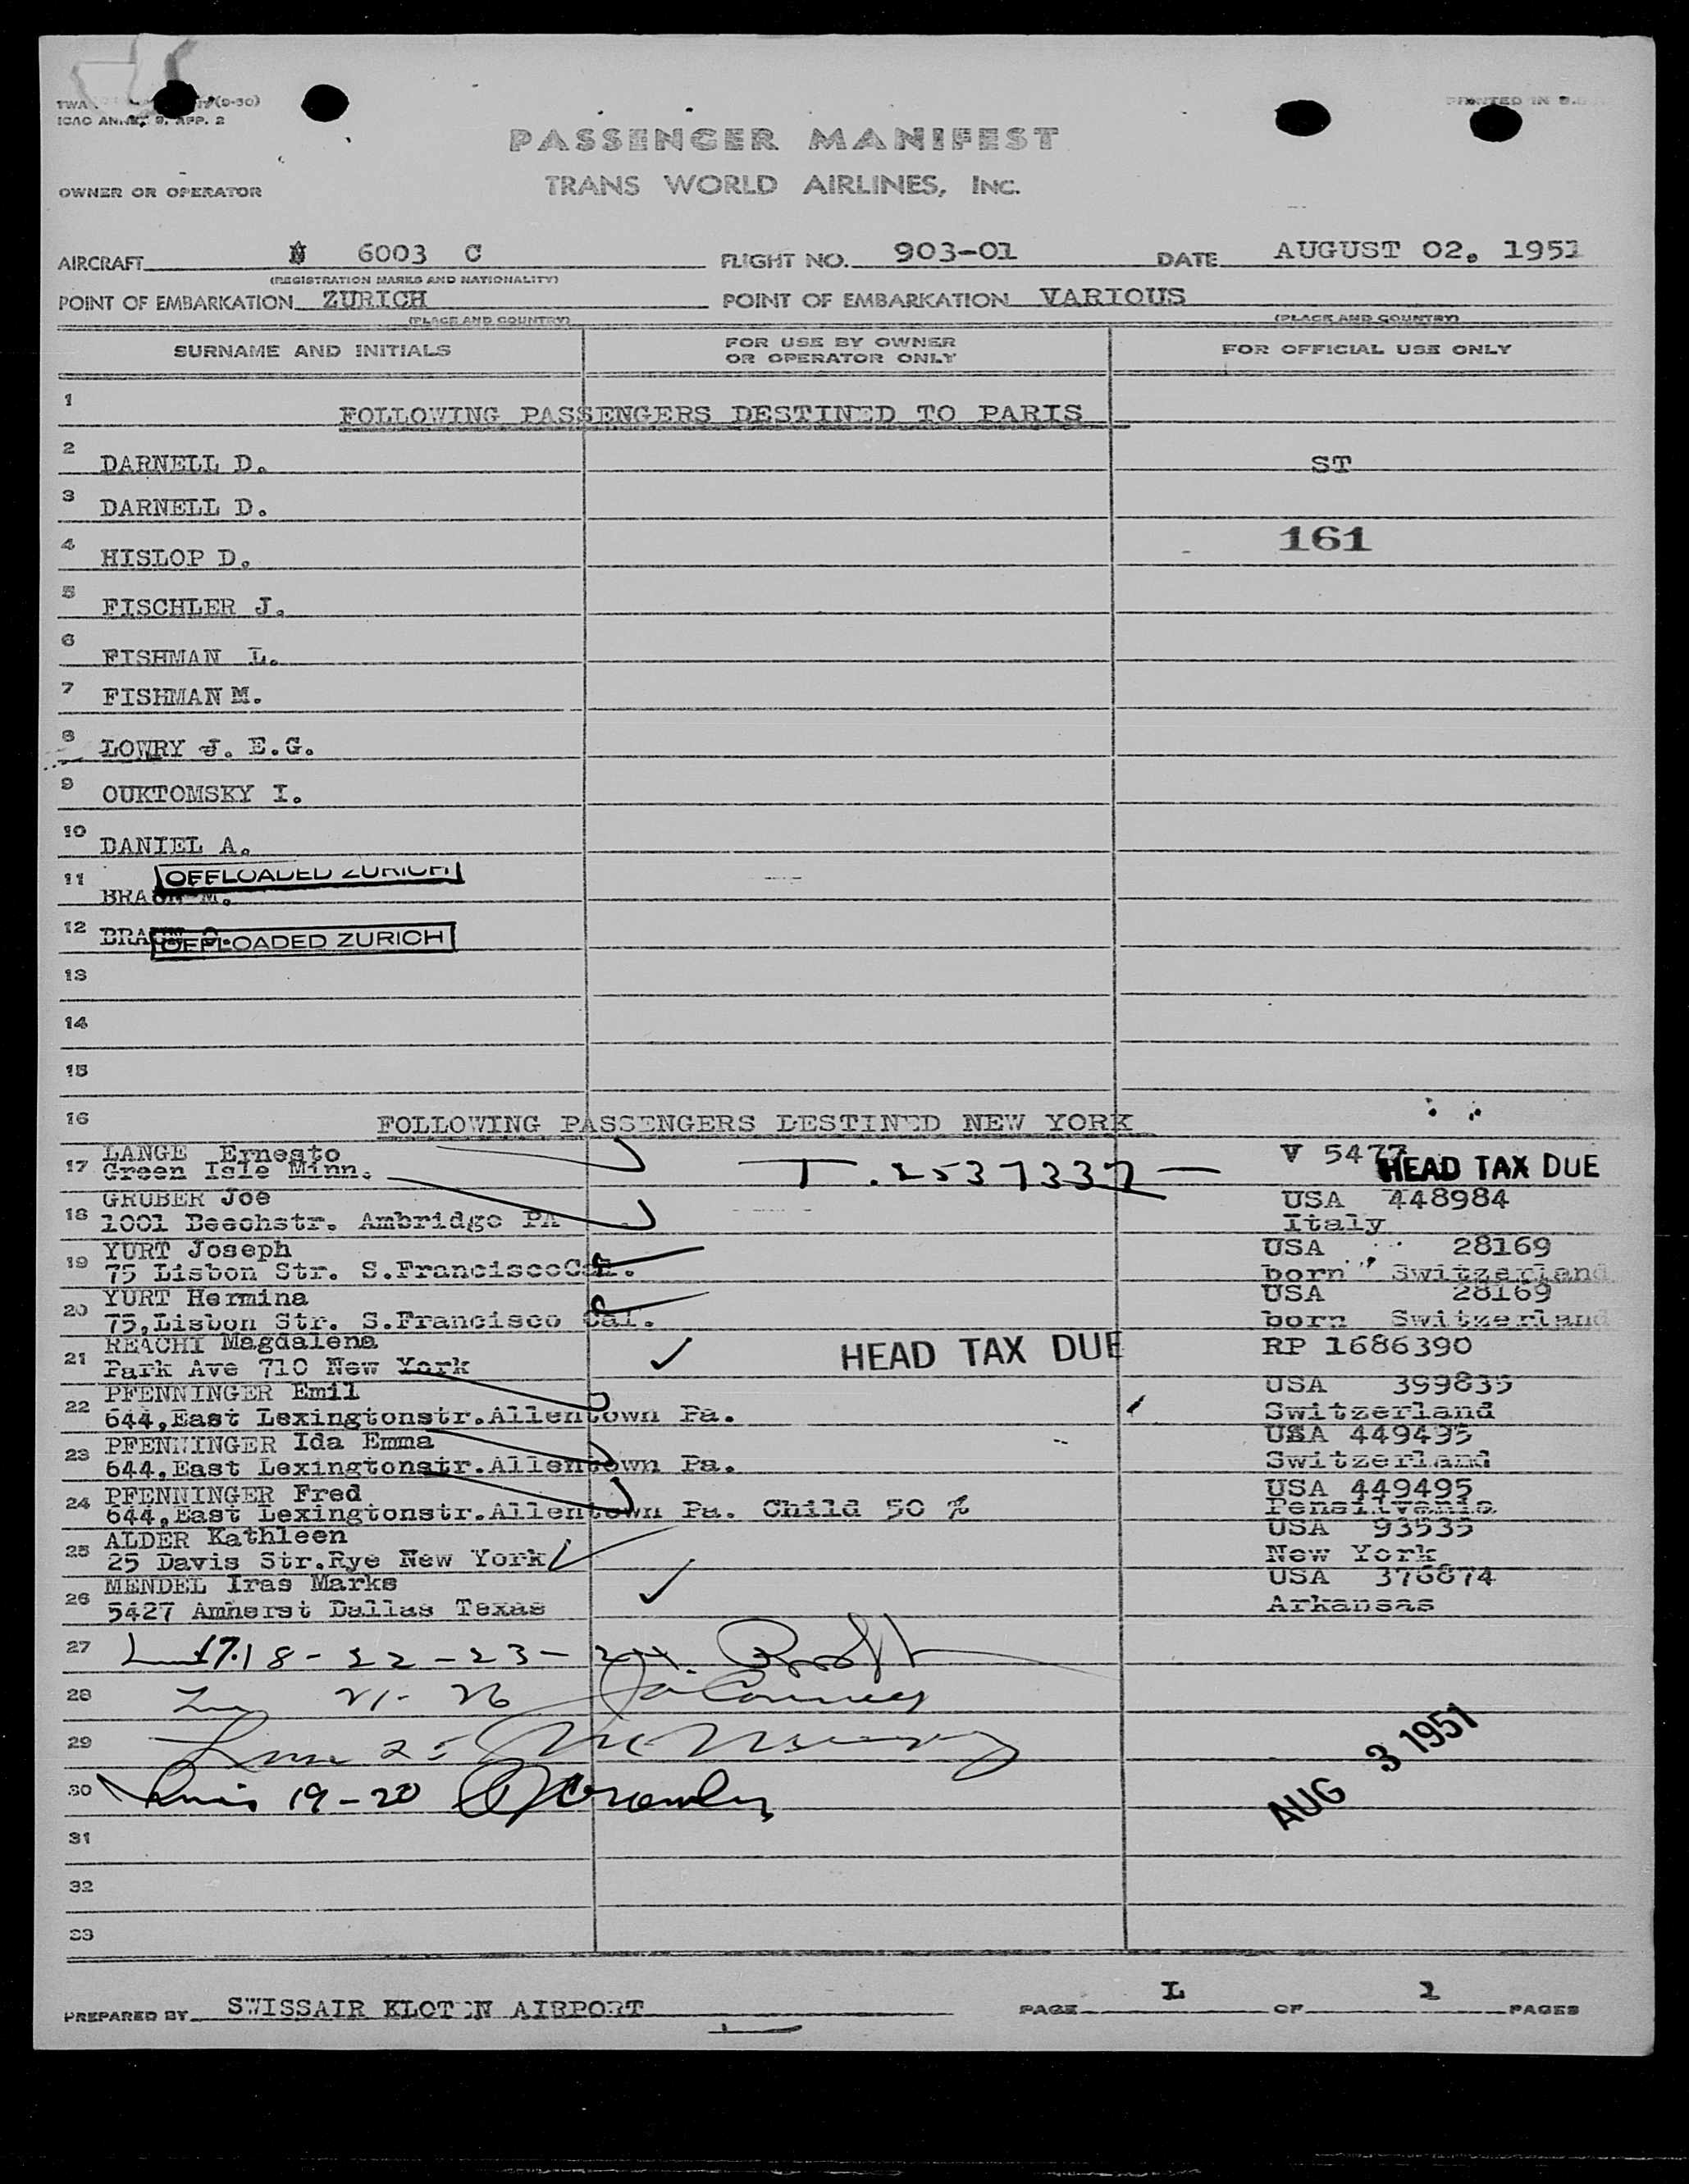 ICAO ANNEX 9, APP. 2
PRINTED IN
PASSENGER MANIFEST
OWNER OR OPERATOR
TRANS WORLD AIRLINES, INC.
AIRCRAFT N 6003 C FLIGHT NO. 903-01 DATE AUGUST 02, 1951
(REGISTRATION MARKS AND NATIONALITY)
POINT OF EMBARKATION ZURICH POINT OF EMBARKATION VARIOUS
(PLACE AND COUNTRY) (PLACE AND COUNTRY)
SURNAME AND INITIALS FOR USE BY OWNER OR OPERATOR ONLY FOR OFFICIAL USE ONLY
1 FOLLOWING PASSENGERS DESTINED TO PARIS
2 DARNELL D. ST
3 DARNELL D.
4 HISLOP D. 161
5 FISCHLER J.
6 FISHMAN L.
7 FISHMAN M.
8 LOWRY J. E.G.
9 OUKTOMSKY I.
10 DANIEL A.
11 BRAUN M. OFFLOADED ZURICH
12 BRAUN OFFLOADED ZURICH
13
14
15
16 FOLLOWING PASSENGERS DESTINED NEW YORK
17 LANGE Ernesto V 5477 HEAD TAX DUE
Green Isle Minn. T.2537337
18 GRUBER Joe USA 448984
1001 Beechstr. Ambridge PA Italy
19 YURT Joseph USA 28169
75 Lisbon Str. S.Francisco Cal. born Switzerland
20 YURT Hermina USA 28169
75,Lisbon Str. S.Francisco Cal. born Switzerland
21 REACHI Magdalena HEAD TAX DUE RP 1686390
Park Ave 710 New York
22 PFENNINGER Emil USA 399835
644,East Lexingtonstr.Allentown Pa. Switzerland
23 PFENNINGER Ida Emma USA 449495
644,East Lexingtonstr.Allentown Pa. Switzerland
24 PFENNINGER Fred USA 449495
644,East Lexingtonstr.Allentown Pa. Child 50 % Pensilvania
25 ALDER Kathleen USA 93535
25 Davis Str.Rye New York New York
26 MENDEL Iras Marks USA 376874
5427 Amherst Dallas Texas Arkansas
27 17.18-22-23-24.
28 21-26
29 25
30 19-20
AUG 3 1951
31
32
33
PREPARED BY SWISSAIR KLOTEN AIRPORT PAGE 1 OF 1 PAGES